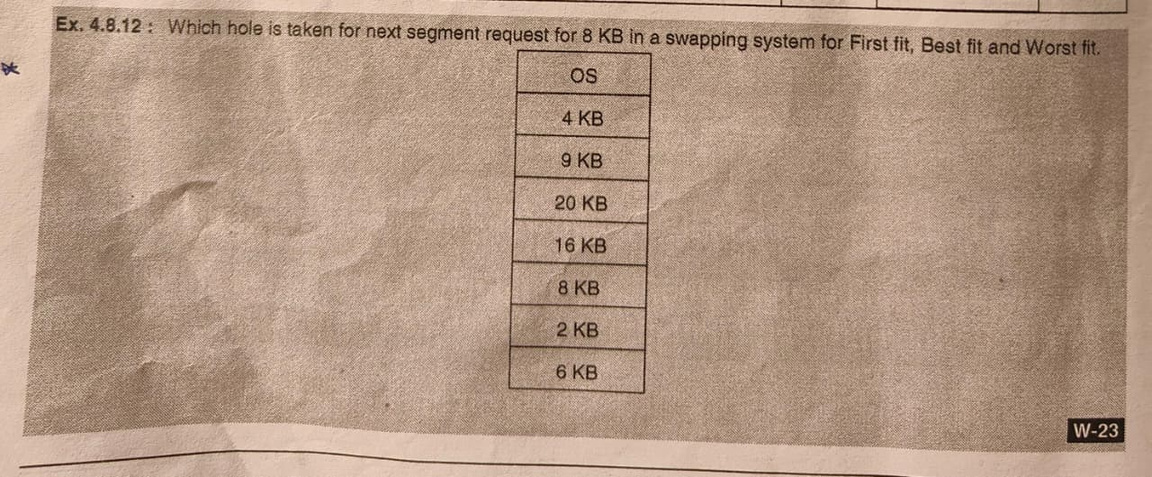 Ex. 4.8.12 : Which hole is taken for next segment request for 8 KB in a swapping system for First fit, Best fit and Worst fit.
OS
4 KB
9 KB
20 KB
16 KB
8 KB
2 KB
6 KB
W-23